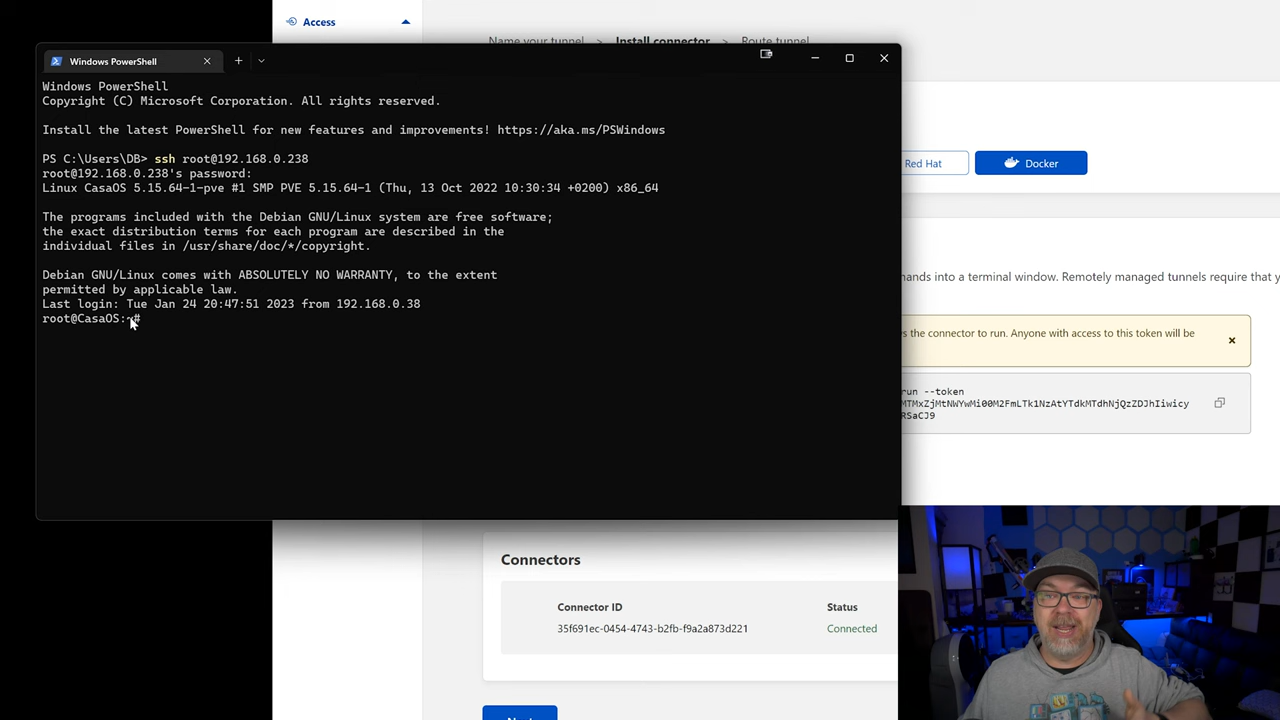 Access
Name your tunnel > Install connector > Route tunnel
Windows PowerShell
Windows PowerShell
Copyright (C) Microsoft Corporation. All rights reserved.
Install the latest PowerShell for new features and improvements! https://aka.ms/PSWindows
PS C:\Users\DB> ssh root@192.168.0.238
root@192.168.0.238's password:
Linux CasaOS 5.15.64-1-pve #1 SMP PVE 5.15.64-1 (Thu, 13 Oct 2022 10:30:34 +0200) x86_64
The programs included with the Debian GNU/Linux system are free software;
the exact distribution terms for each program are described in the
individual files in /usr/share/doc/*/copyright.
Debian GNU/Linux comes with ABSOLUTELY NO WARRANTY, to the extent
permitted by applicable law.
Last login: Tue Jan 24 20:47:51 2023 from 192.168.0.38
root@CasaOS:~#
Red Hat
Docker
mands into a terminal window. Remotely managed tunnels require that y
es the connector to run. Anyone with access to this token will be
run --token
MTMxZjMtNWYwMi00M2FmLTk1NzAtYTdkMTdhNjQzZDJhIiwicy
RSaCJ9
Connectors
Connector ID
Status
35f691ec-0454-4743-b2fb-f9a2a873d221
Connected
Next